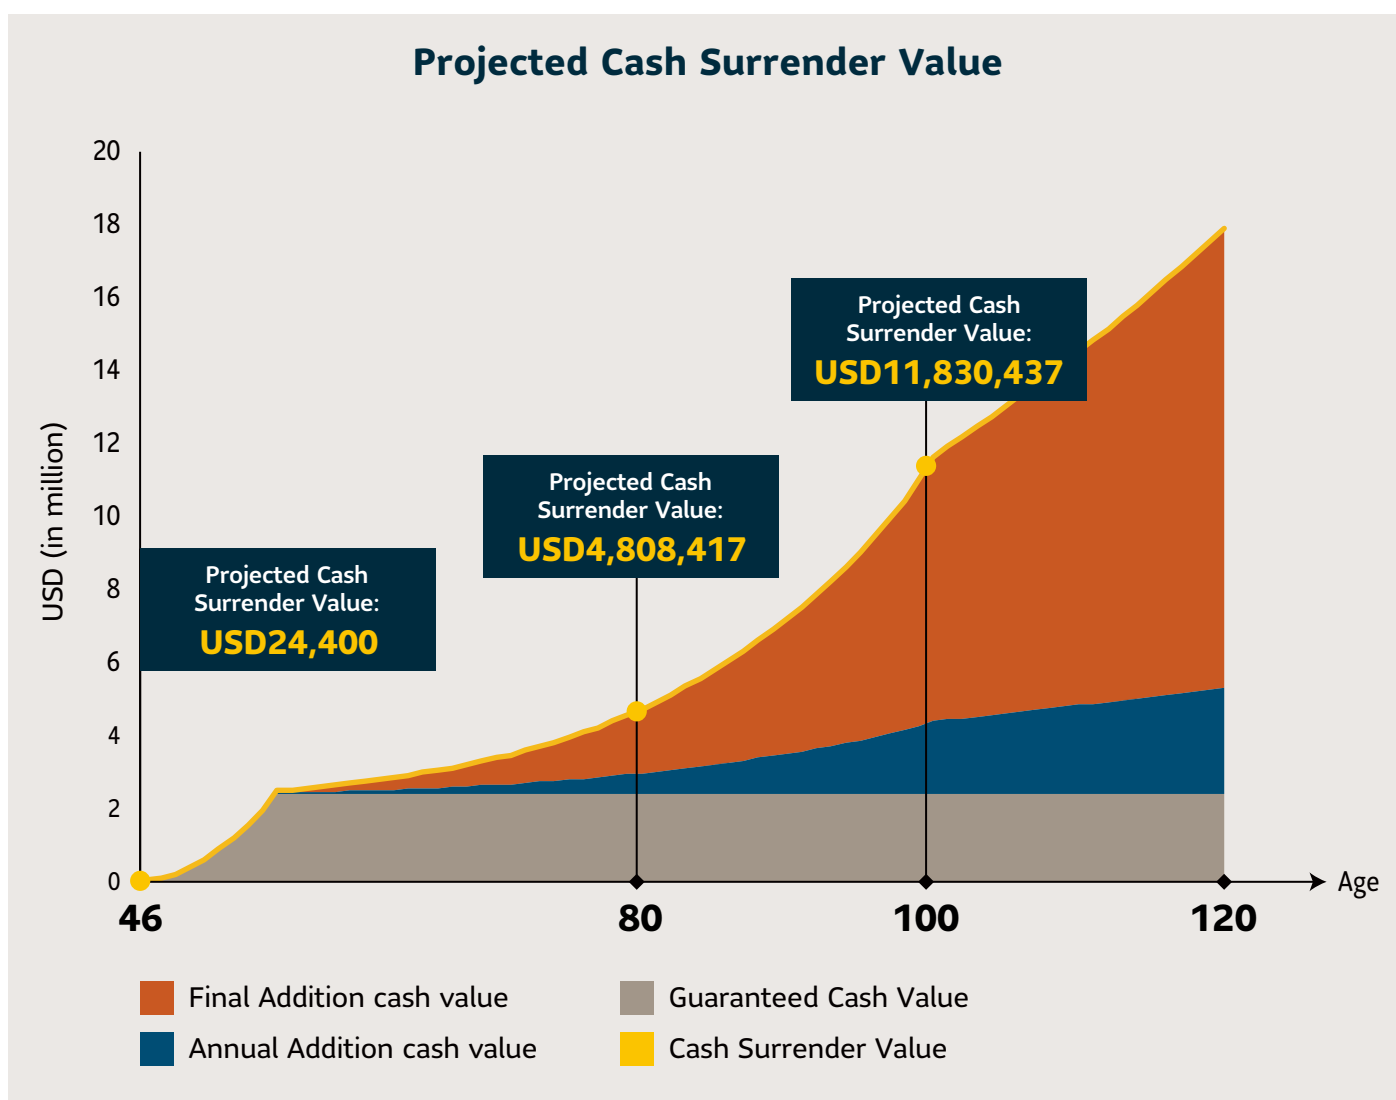 Projected Cash Surrender Value
20
18
16
14
12
10
8
6
4
2
0
USD (in million)
Projected Cash
Surrender Value:
USD24,400
Projected Cash
Surrender Value:
USD4,808,417
Projected Cash
Surrender Value:
USD11,830,437
46
80
100
120
Age
Final Addition cash value
Guaranteed Cash Value
Annual Addition cash value
Cash Surrender Value